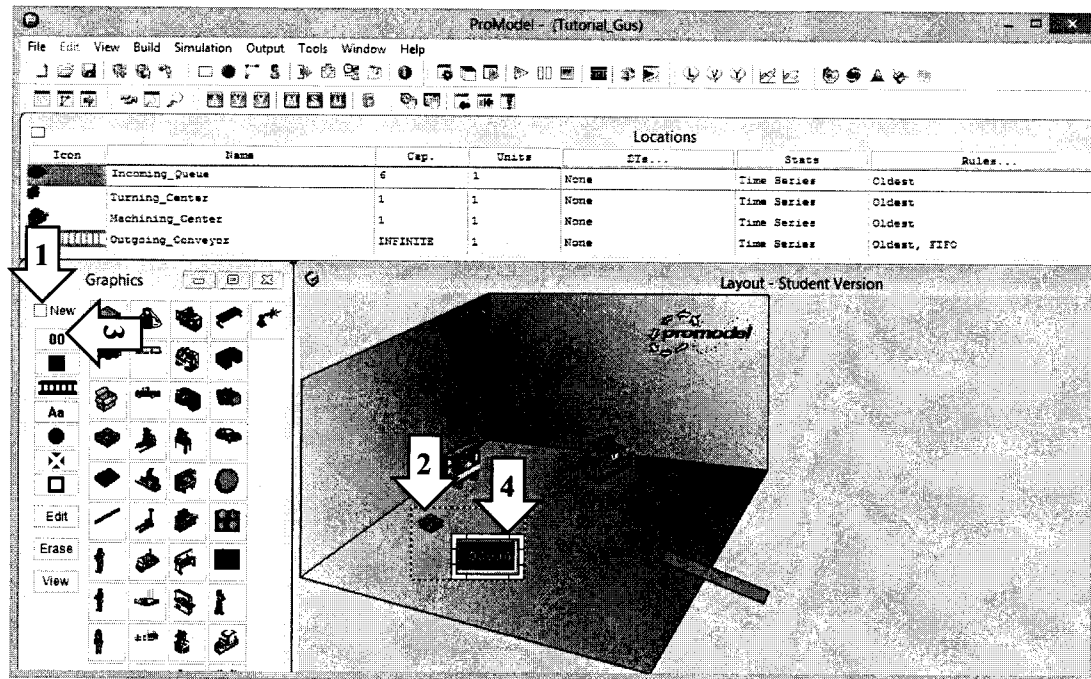 ProModel - (Tutorial_Gus)
File Edit View Build Simulation Output Tools Window Help
Locations
Icon Name Cap. Units DTs... Stats Rules...
Incoming_Queue 6 1 None Time Series Oldest
Turning_Center 1 1 None Time Series Oldest
Machining_Center 1 1 None Time Series Oldest
Outgoing_Conveyor INFINITE 1 None Time Series Oldest, FIFO
1
Graphics
Layout - Student Version
New
3
00
promodel
Aa
2
4
Edit
Erase
View